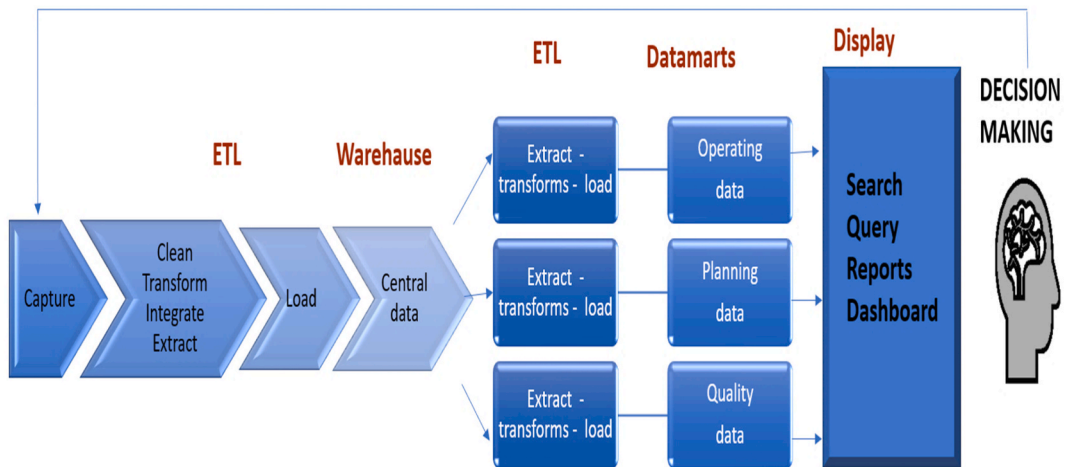 ETL
Datamarts
Display
DECISION
MAKING
ETL
Warehause
Capture
Clean
Transform
Integrate
Extract
Load
Central
data
Extract -
transforms - load
Operating
data
Extract -
transforms - load
Planning
data
Extract -
transforms - load
Quality
data
Search
Query
Reports
Dashboard